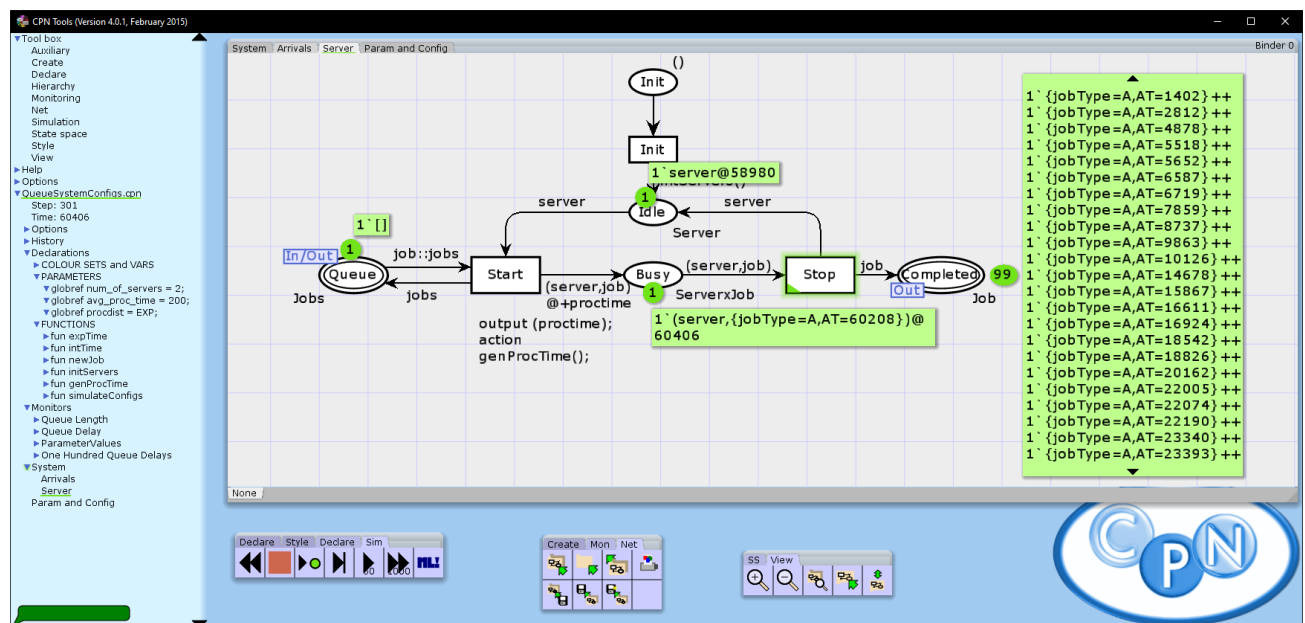 CPN Tools (Version 4.0.1, February 2015)
Tool box
Auxiliary
Create
Declare
Hierarchy
Monitoring
Net
Simulation
State space
Style
View
Help
Options
QueueSystemConfigs.cpn
Step: 301
Time: 60406
Options
History
Declarations
COLOUR SETS and VARS
PARAMETERS
globref num_of_servers = 2;
globref avg_proc_time = 200;
globref procdist = EXP;
FUNCTIONS
fun expTime
fun intTime
fun newJob
fun initServers
fun genProcTime
fun simulateConfigs
Monitors
Queue Length
Queue Delay
ParameterValues
One Hundred Queue Delays
System
Arrivals
Server
Param and Config
System Arrivals Server Param and Config
Binder 0
()
Init
Init
1`server@58980
initServers()
1
Idle
server
server
Server
1`[]
In/Out
1
Queue
Jobs
job::jobs
jobs
Start
(server,job)
@+proctime
output (proctime);
action
genProcTime();
Busy
1
ServerxJob
(server,job)
1`(server,{jobType=A,AT=60208})@
60406
Stop
job
Completed
99
Out
Job
1`{jobType=A,AT=1402}++
1`{jobType=A,AT=2812}++
1`{jobType=A,AT=4878}++
1`{jobType=A,AT=5518}++
1`{jobType=A,AT=5652}++
1`{jobType=A,AT=6587}++
1`{jobType=A,AT=6719}++
1`{jobType=A,AT=7859}++
1`{jobType=A,AT=8737}++
1`{jobType=A,AT=9863}++
1`{jobType=A,AT=10126}++
1`{jobType=A,AT=14678}++
1`{jobType=A,AT=15867}++
1`{jobType=A,AT=16611}++
1`{jobType=A,AT=16924}++
1`{jobType=A,AT=18542}++
1`{jobType=A,AT=18826}++
1`{jobType=A,AT=20162}++
1`{jobType=A,AT=22005}++
1`{jobType=A,AT=22074}++
1`{jobType=A,AT=22190}++
1`{jobType=A,AT=23340}++
1`{jobType=A,AT=23393}++
None
Declare Style Declare Sim
50 1000 ML!
Create Mon Net
SS View
CPN